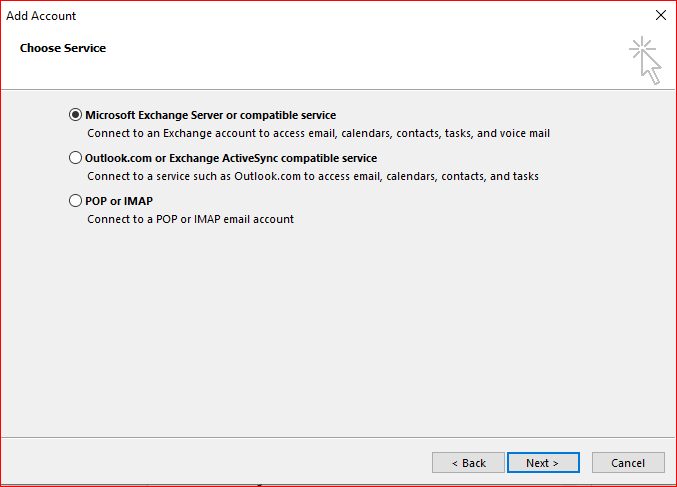 Add Account
Choose Service
Microsoft Exchange Server or compatible service
Connect to an Exchange account to access email, calendars, contacts, tasks, and voice mail
Outlook.com or Exchange ActiveSync compatible service
Connect to a service such as Outlook.com to access email, calendars, contacts, and tasks
POP or IMAP
Connect to a POP or IMAP email account
< Back
Next >
Cancel